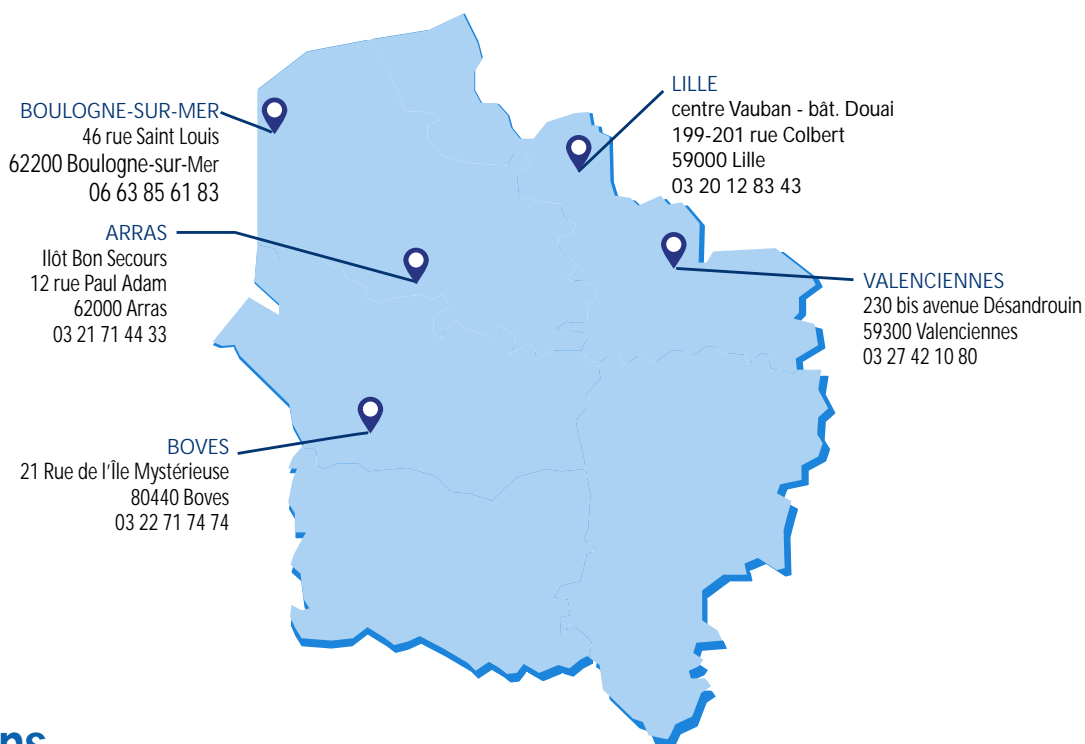 BOULOGNE-SUR-MER
46 rue Saint Louis
62200 Boulogne-sur-Mer
06 63 85 61 83
ARRAS
Ilôt Bon Secours
12 rue Paul Adam
62000 Arras
03 21 71 44 33
BOVES
21 Rue de l'Île Mystérieuse
80440 Boves
03 22 71 74 74
LILLE
centre Vauban - bât. Douai
199-201 rue Colbert
59000 Lille
03 20 12 83 43
VALENCIENNES
230 bis avenue Désandrouin
59300 Valenciennes
03 27 42 10 80